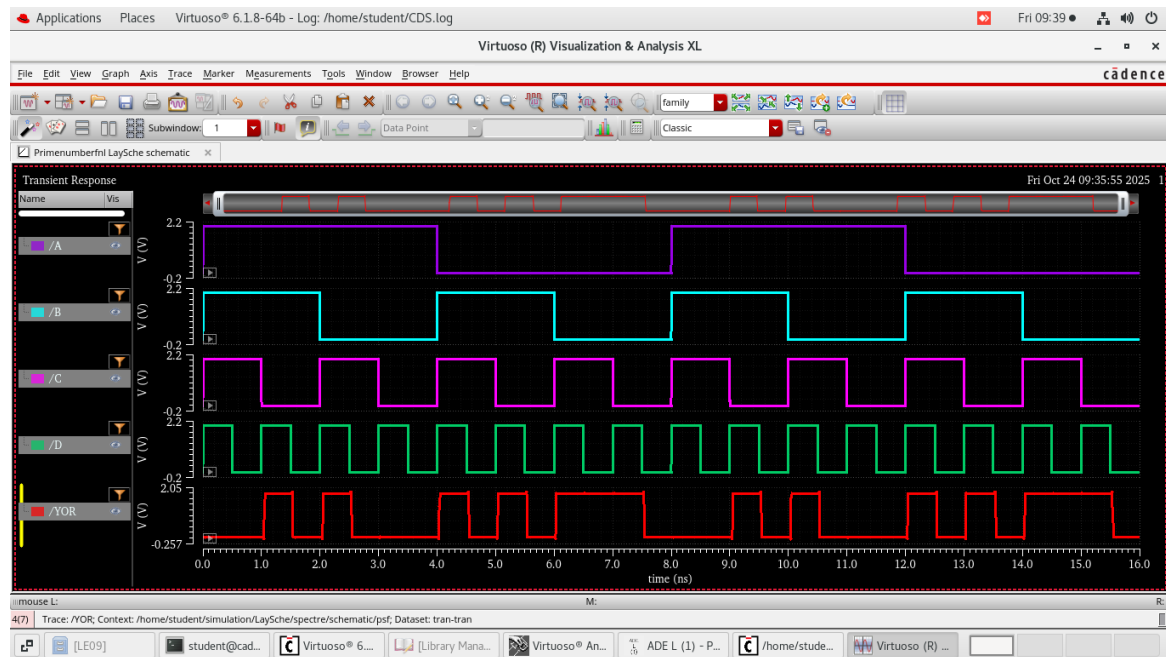 Applications Places Virtuoso® 6.1.8-64b - Log: /home/student/CDS.log Fri 09:39
Virtuoso (R) Visualization & Analysis XL
File Edit View Graph Axis Trace Marker Measurements Tools Window Browser Help cādence
family
Subwindow: 1 Data Point Classic
Primenumberfnl LaySche schematic
Transient Response Fri Oct 24 09:35:55 2025 1
Name Vis
2.2
/A
V (V)
-0.2
2.2
/B
V (V)
-0.2
2.2
/C
V (V)
-0.2
2.2
/D
V (V)
-0.2
2.05
/YOR
V (V)
-0.257
0.0 1.0 2.0 3.0 4.0 5.0 6.0 7.0 8.0 9.0 10.0 11.0 12.0 13.0 14.0 15.0 16.0
time (ns)
mouse L: M: R:
4(7) Trace: /YOR; Context: /home/student/simulation/LaySche/spectre/schematic/psf; Dataset: tran-tran
[LE09] student@cad... Virtuoso® 6.... [Library Mana... Virtuoso® An... ADE L (1) - P... /home/stude... Virtuoso (R) ...